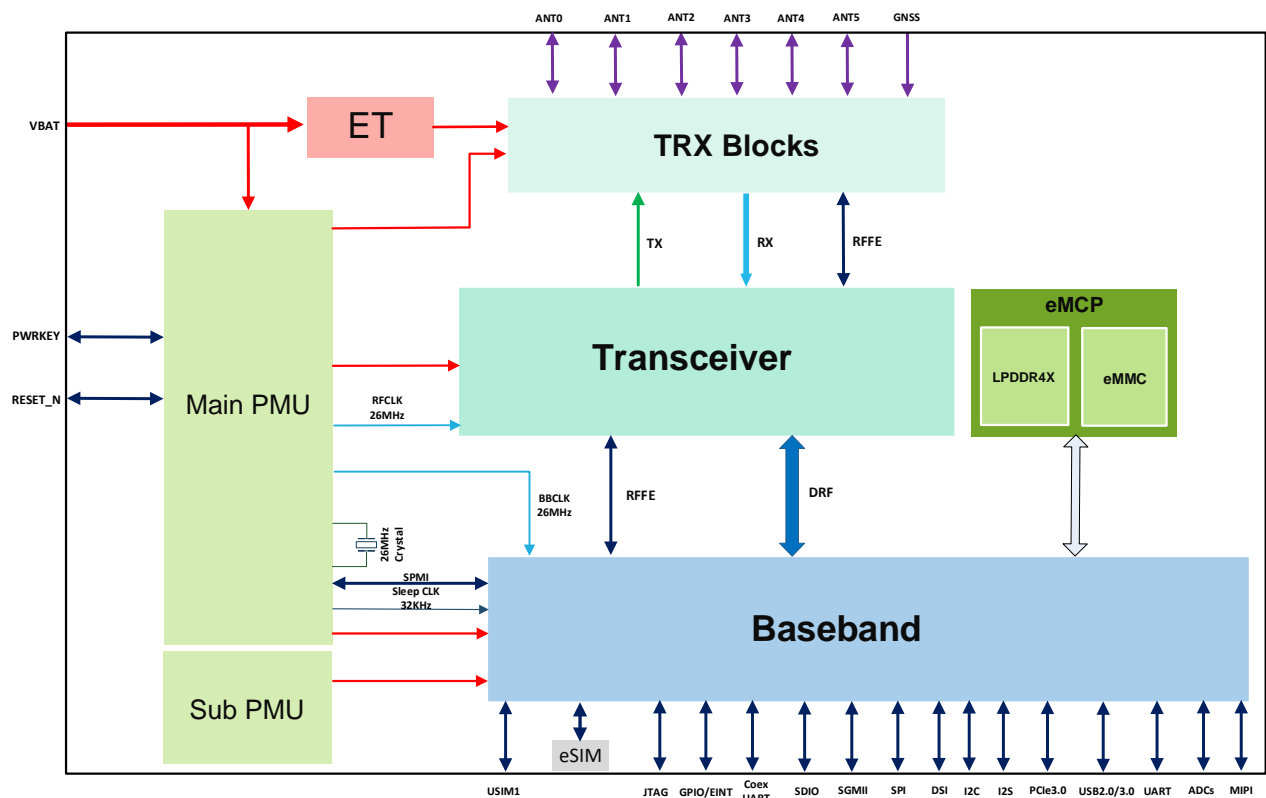 ANT0
ANT1
ANT2
ANT3
ANT4
ANT5
GNSS
VBAT
ET
TRX Blocks
TX
RX
RFFE
eMCP
LPDDR4X
eMMC
Transceiver
PWRKEY
RESET_N
Main PMU
RFCLK
26MHz
BBCLK
26MHz
RFFE
DRF
26MHz
Crystal
SPMI
Sleep CLK
32KHz
Baseband
Sub PMU
eSIM
USIM1
JTAG
GPIO/EINT
Coex
UART
SDIO
SGMII
SPI
DSI
I2C
I2S
PCIe3.0
USB2.0/3.0
UART
ADCs
MIPI